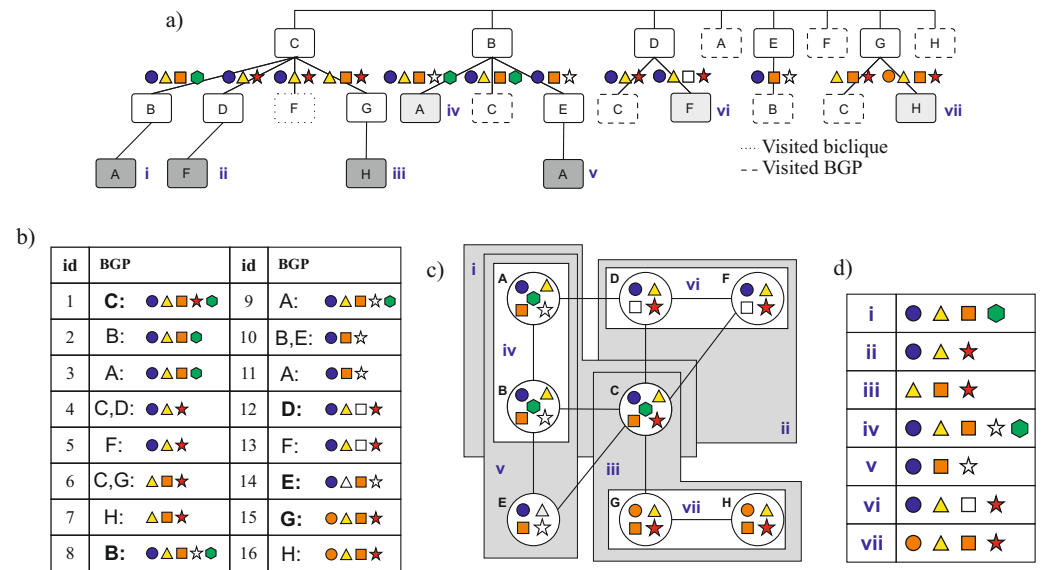 a)
C B D A E F G H
B D F G A C E C F B C H
iv vi vii
Visited biclique
Visited BGP
A i F ii H iii A v
b)
id BGP id BGP
1 C: 9 A:
2 B: 10 B,E:
3 A: 11 A:
4 C,D: 12 D:
5 F: 13 F:
6 C,G: 14 E:
7 H: 15 G:
8 B: 16 H:
c)
i
A D F
vi
iv
B C
ii
v iii
E G H
vii
d)
i
ii
iii
iv
v
vi
vii